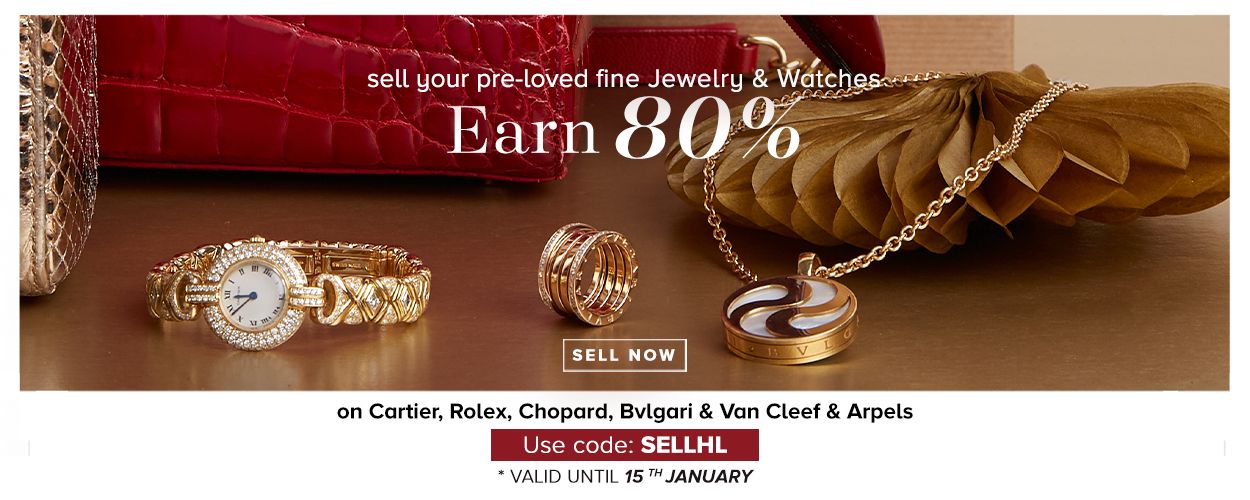 sell your pre-loved fine Jewelry & Watches
Earn 80%
BVLG
SELL NOW
on Cartier, Rolex, Chopard, Bvlgari & Van Cleef & Arpels
Use code: SELLHL
* VALID UNTIL 15 TH JANUARY